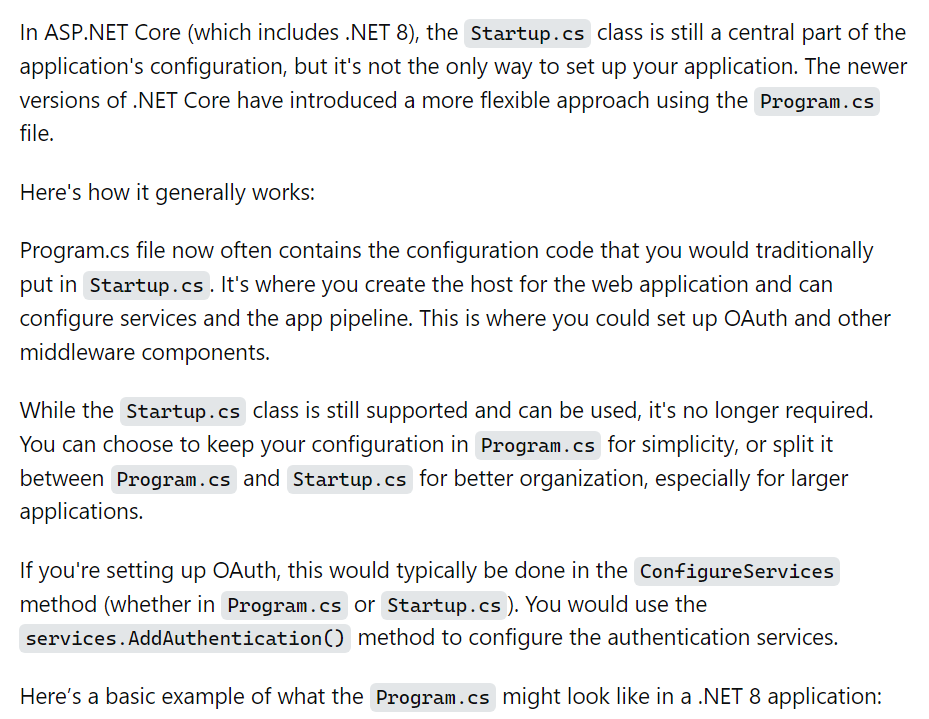 In ASP.NET Core (which includes .NET 8), the Startup.cs class is still a central part of the
application's configuration, but it's not the only way to set up your application. The newer
versions of .NET Core have introduced a more flexible approach using the Program.cs
file.
Here's how it generally works:
Program.cs file now often contains the configuration code that you would traditionally
put in Startup.cs. It's where you create the host for the web application and can
configure services and the app pipeline. This is where you could set up OAuth and other
middleware components.
While the Startup.cs class is still supported and can be used, it's no longer required.
You can choose to keep your configuration in Program.cs for simplicity, or split it
between Program.cs and Startup.cs for better organization, especially for larger
applications.
If you're setting up OAuth, this would typically be done in the ConfigureServices
method (whether in Program.cs or Startup.cs). You would use the
services.AddAuthentication() method to configure the authentication services.
Here’s a basic example of what the Program.cs might look like in a .NET 8 application: